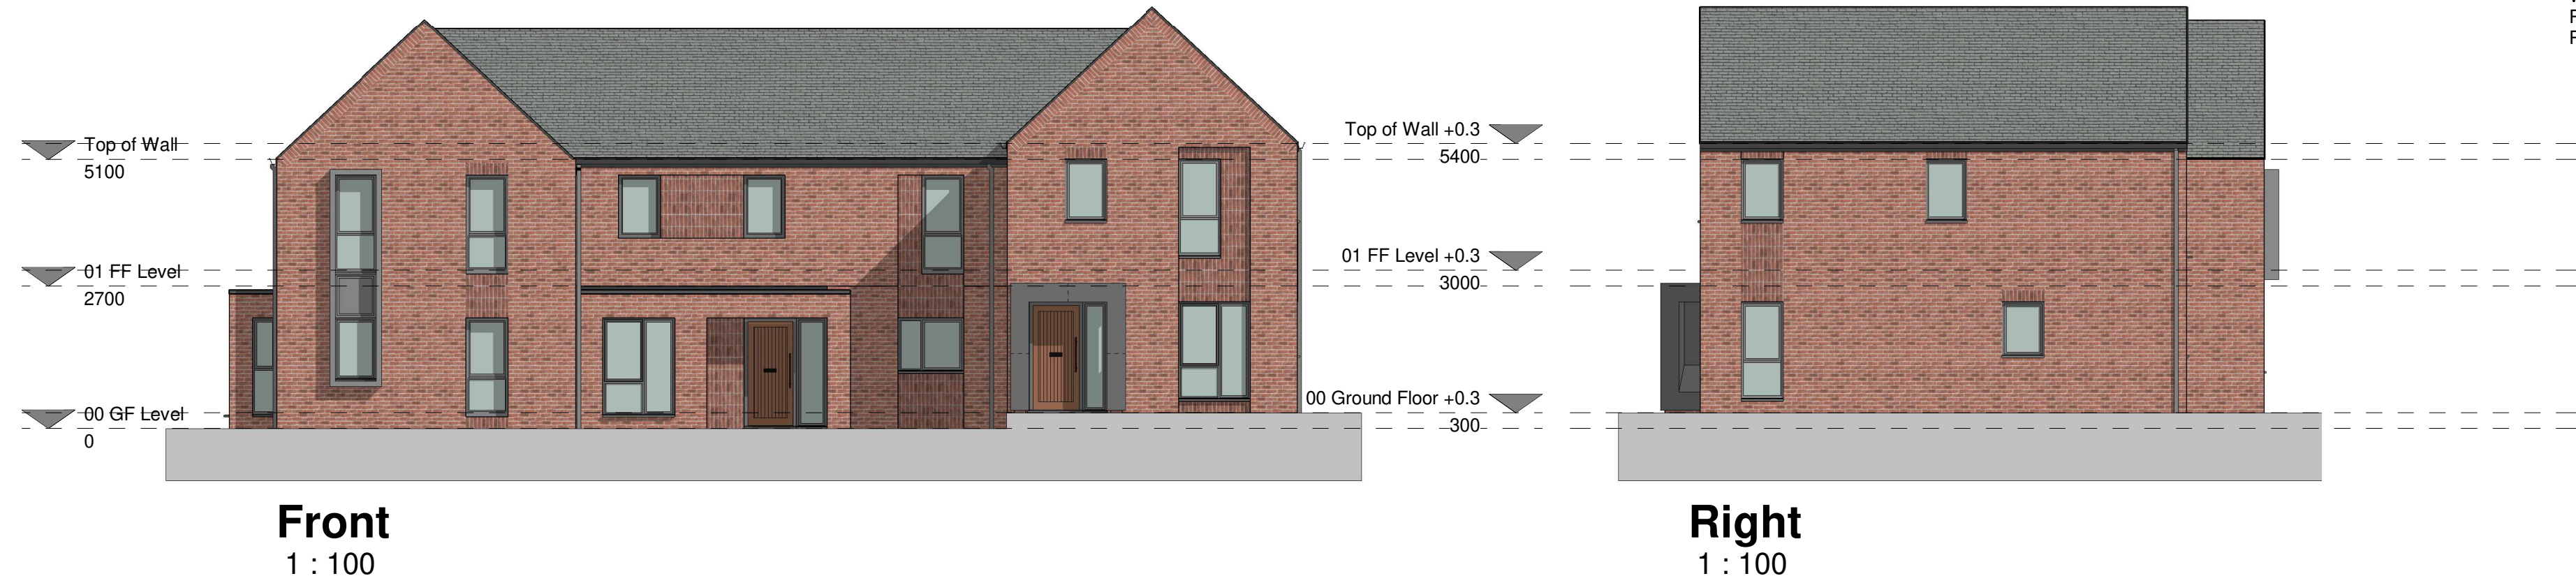 Top of Wall
5100
01 FF Level
2700
00 GF Level
0
Top of Wall +0.3
5400
01 FF Level +0.3
3000
00 Ground Floor +0.3
300
Front
1 : 100
Right
1 : 100